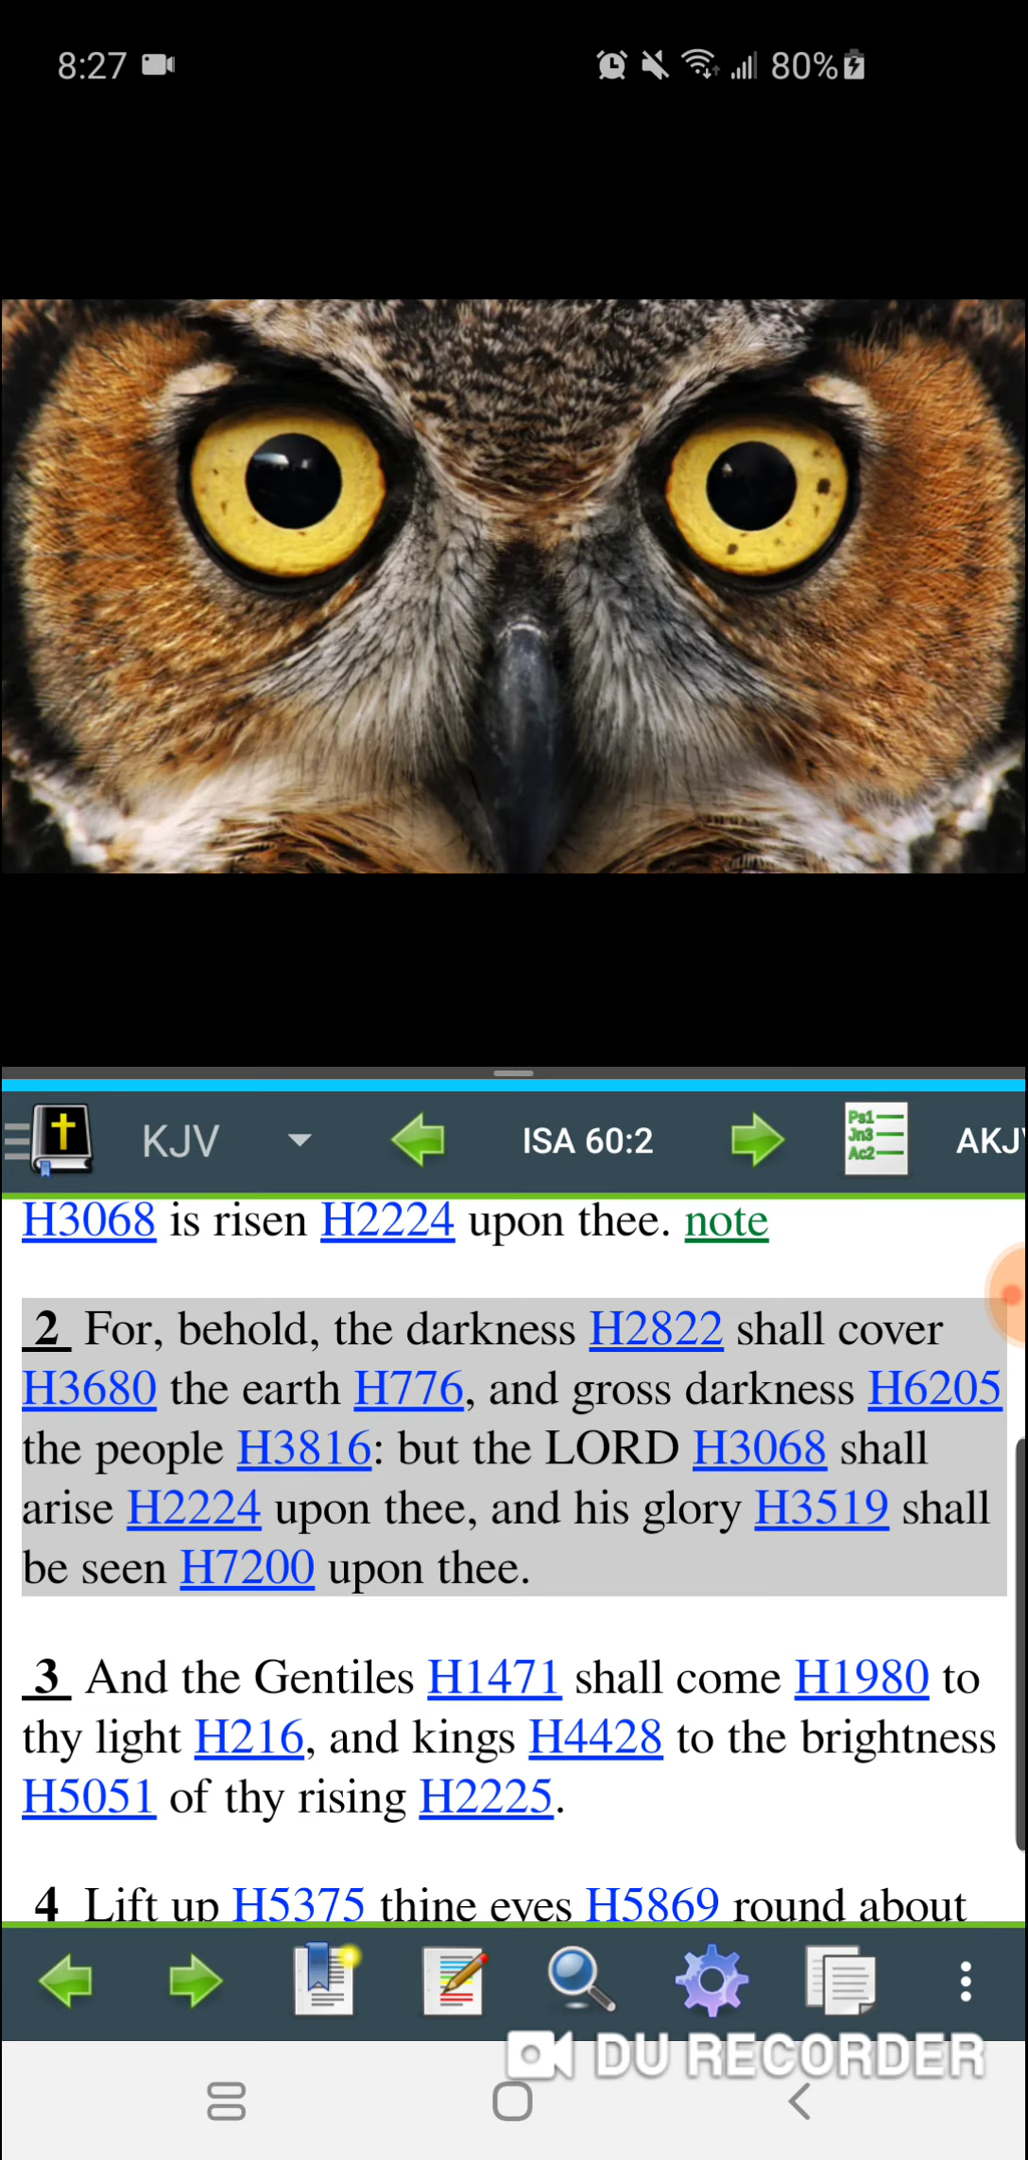 8:27 80%
KJV ISA 60:2 Ps1 Jn3 Ac2 AKJV
H3068 is risen H2224 upon thee. note
2 For, behold, the darkness H2822 shall cover
H3680 the earth H776, and gross darkness H6205
the people H3816: but the LORD H3068 shall
arise H2224 upon thee, and his glory H3519 shall
be seen H7200 upon thee.
3 And the Gentiles H1471 shall come H1980 to
thy light H216, and kings H4428 to the brightness
H5051 of thy rising H2225.
4 Lift up H5375 thine eyes H5869 round about
DU RECORDER